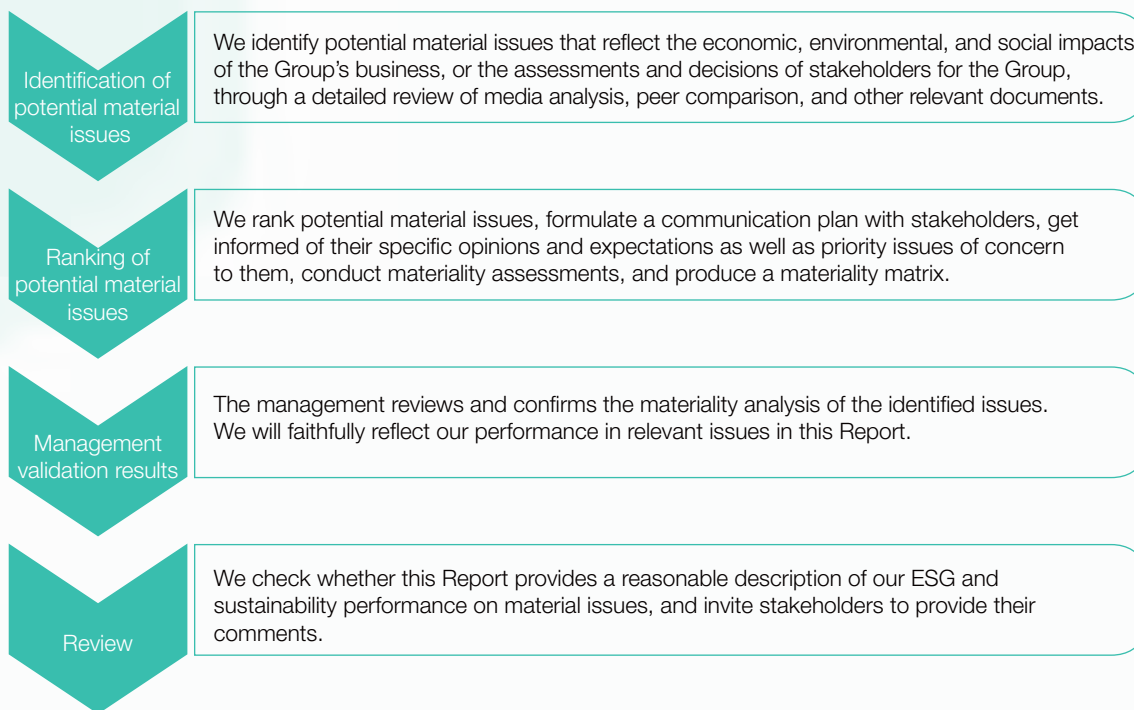 Identification of
potential material
issues
We identify potential material issues that reflect the economic, environmental, and social impacts
of the Group's business, or the assessments and decisions of stakeholders for the Group,
through a detailed review of media analysis, peer comparison, and other relevant documents.
Ranking of
potential material
issues
We rank potential material issues, formulate a communication plan with stakeholders, get
informed of their specific opinions and expectations as well as priority issues of concern
to them, conduct materiality assessments, and produce a materiality matrix.
Management
validation results
The management reviews and confirms the materiality analysis of the identified issues.
We will faithfully reflect our performance in relevant issues in this Report.
Review
We check whether this Report provides a reasonable description of our ESG and
sustainability performance on material issues, and invite stakeholders to provide their
comments.